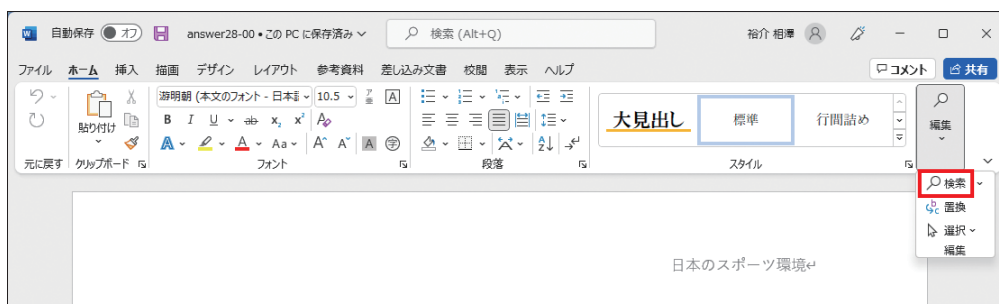 自動保存 オフ answer28-00 • この PC に保存済み 検索 (Alt+Q) 裕介 相澤
ファイル ホーム 挿入 描画 デザイン レイアウト 参考資料 差し込み文書 校閲 表示 ヘルプ コメント 共有
貼り付け 游明朝 (本文のフォント - 日本語 10.5 A 大見出し 標準 行間詰め 編集
B I U ab x₂ x² A
A A Aa A A A 字
元に戻す クリップボード フォント 段落 スタイル
検索
置換
選択
編集
日本のスポーツ環境↵